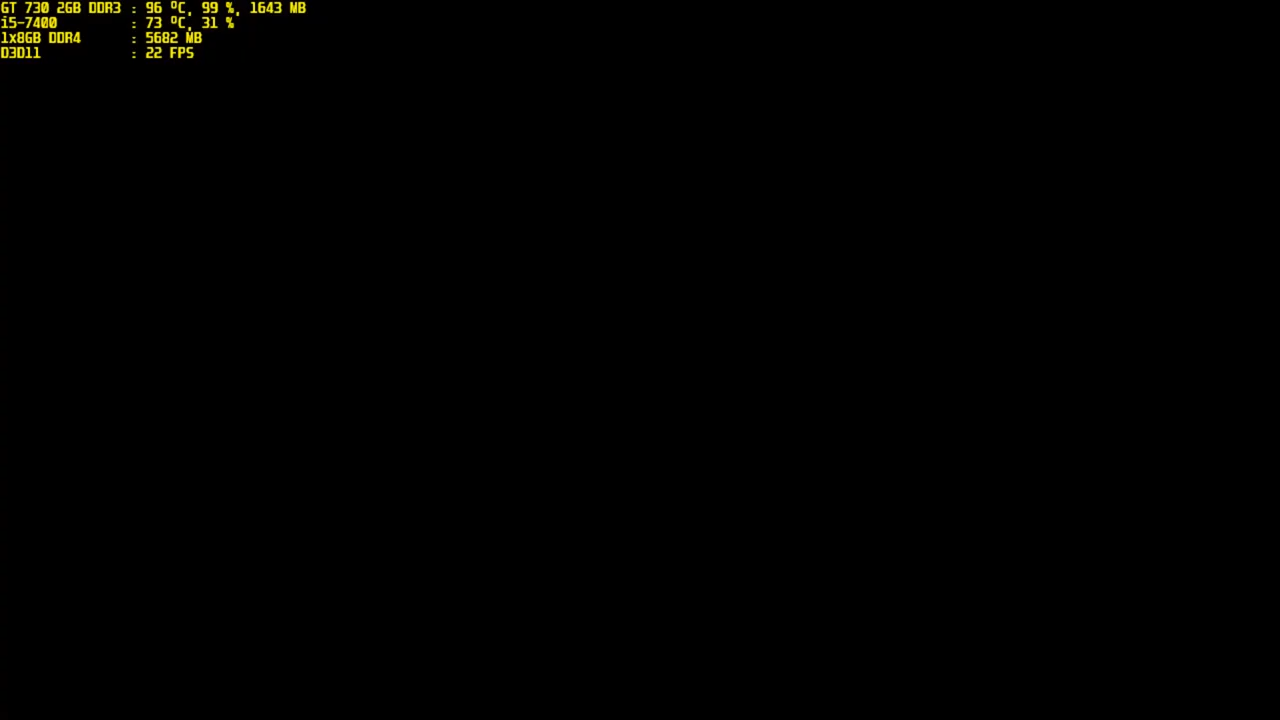 GT 730 2GB DDR3 : 96 ºC, 99 %, 1643 MB
i5-7400 : 73 ºC, 31 %
1x8GB DDR4 : 5682 MB
D3D11 : 22 FPS